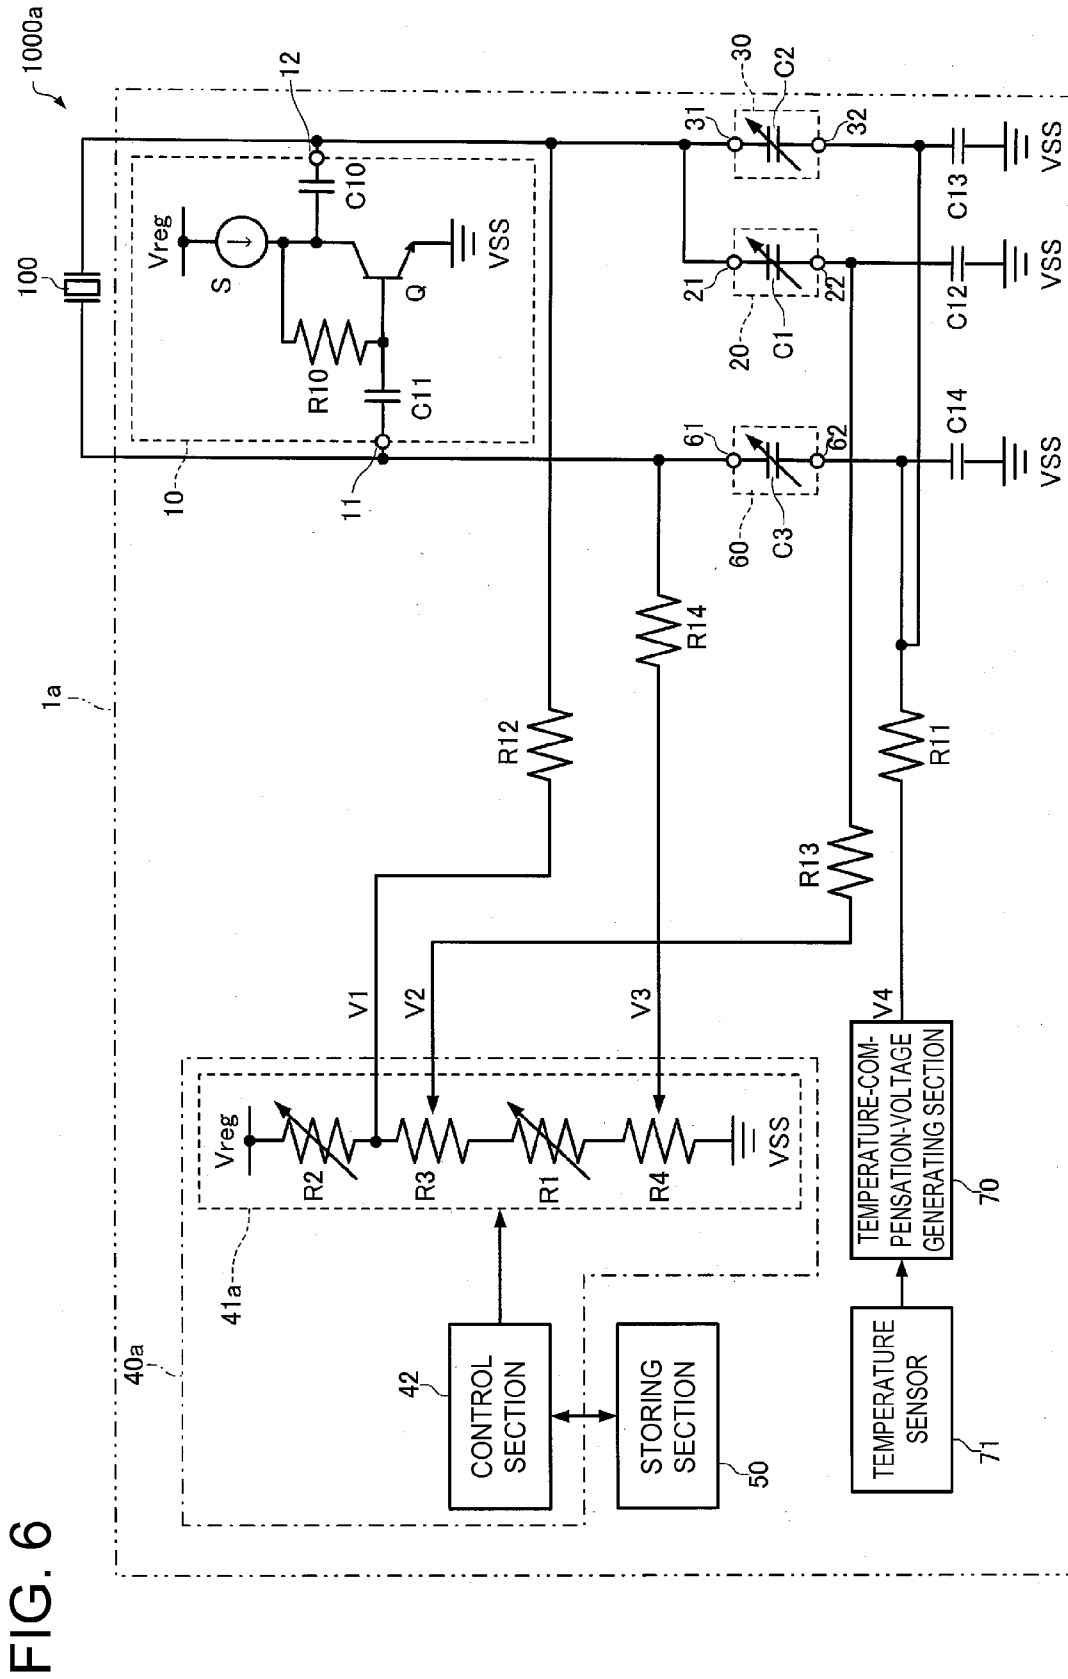 FIG. 6
1000a
1a
100
10
Vreg
S
R10
C11
Q
C10
VSS
11
12
40a
41a
Vreg
R2
R3
R1
R4
VSS
V1
V2
V3
V4
R12
R14
R13
R11
42
CONTROL
SECTION
STORING
SECTION
50
TEMPERATURE
SENSOR
71
TEMPERATURE-COM-
PENSATION-VOLTAGE
GENERATING SECTION
70
61
62
60
C3
21
22
20
C1
31
32
30
C2
C14
VSS
C12
VSS
C13
VSS